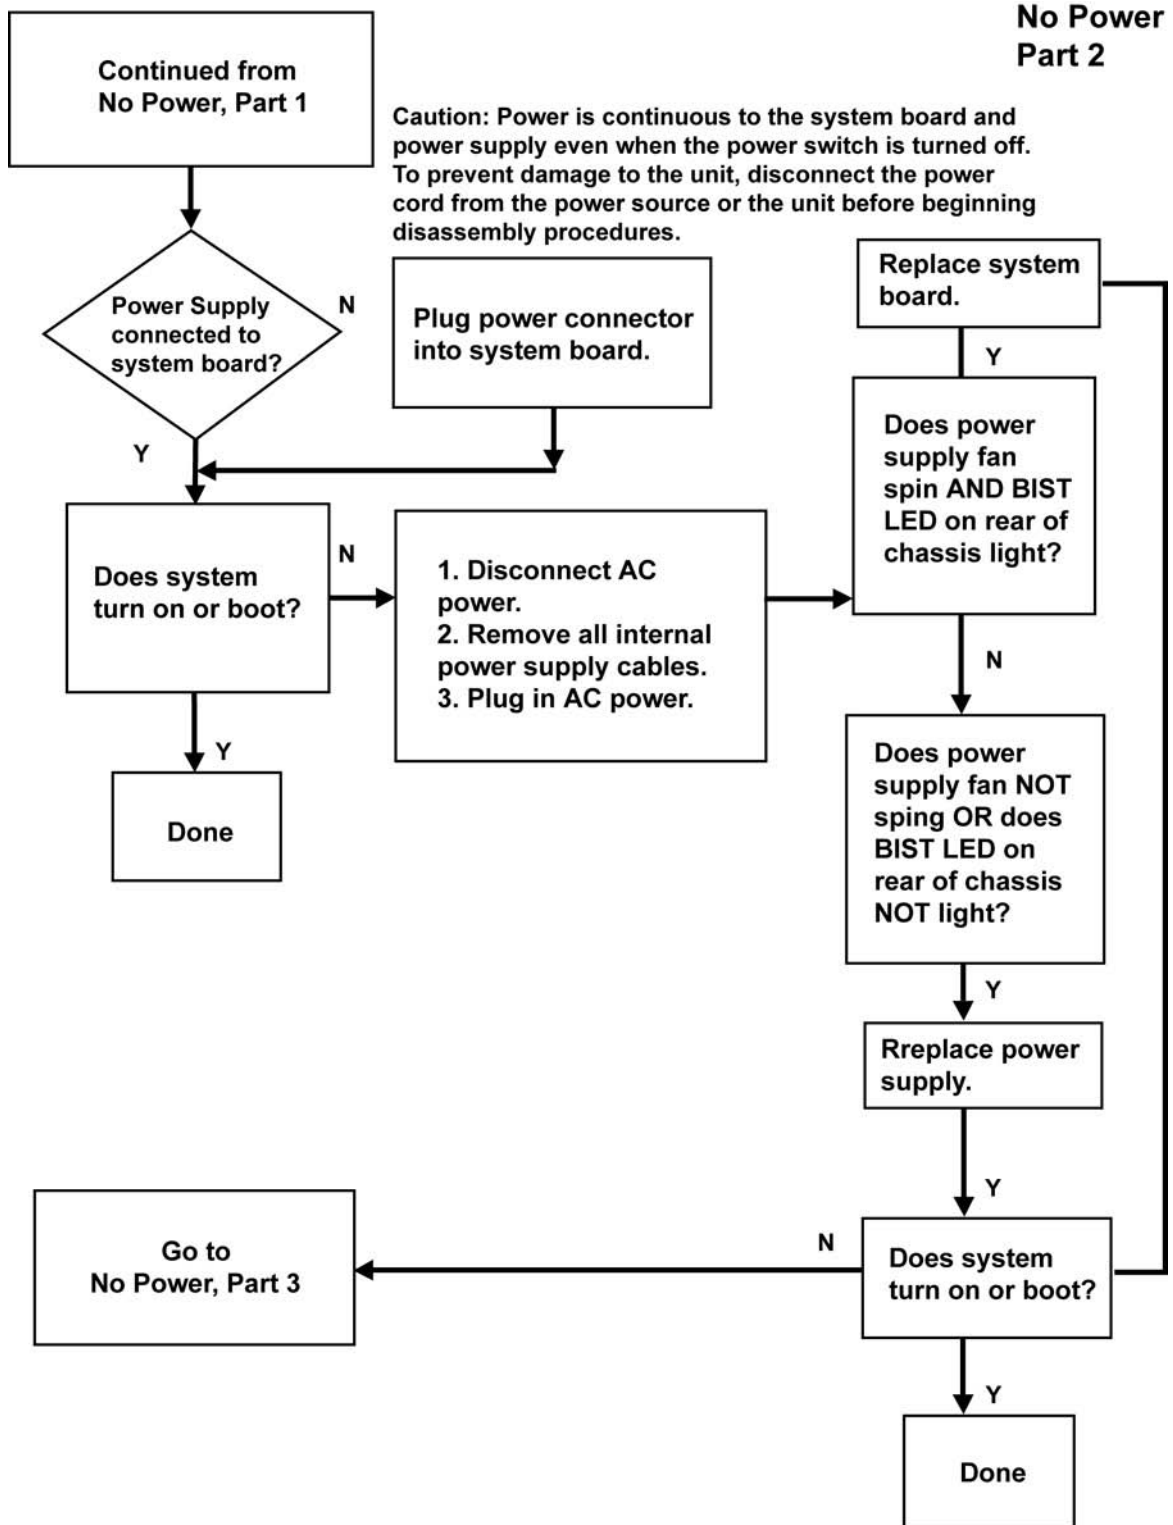 No Power
Part 2
Continued from
No Power, Part 1
Caution: Power is continuous to the system board and
power supply even when the power switch is turned off.
To prevent damage to the unit, disconnect the power
cord from the power source or the unit before beginning
disassembly procedures.
Power Supply
connected to
system board?
N
Y
Plug power connector
into system board.
Does system
turn on or boot?
N
Y
Done
1. Disconnect AC
power.
2. Remove all internal
power supply cables.
3. Plug in AC power.
Replace system
board.
Y
Does power
supply fan
spin AND BIST
LED on rear of
chassis light?
N
Does power
supply fan NOT
sping OR does
BIST LED on
rear of chassis
NOT light?
Y
Rreplace power
supply.
Y
Does system
turn on or boot?
N
Go to
No Power, Part 3
Y
Done